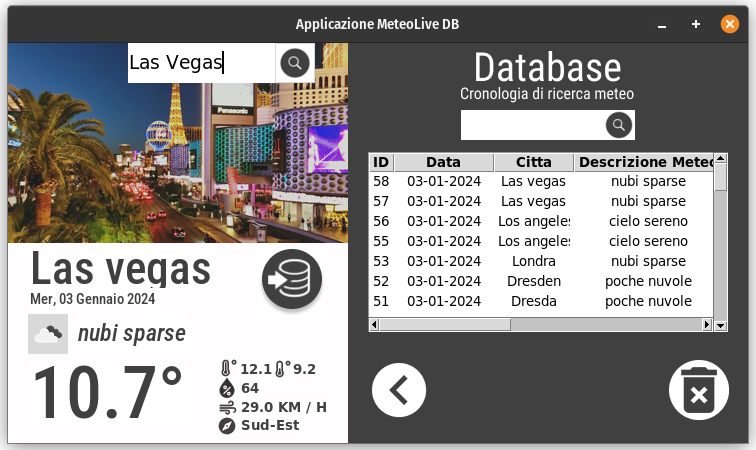 Applicazione MeteoLive DB
Las Vegas
Panasonic
Las vegas
Mer, 03 Gennaio 2024
nubi sparse
10.7°
12.1 9.2
64
29.0 KM / H
Sud-Est
Database
Cronologia di ricerca meteo
ID Data Citta Descrizione Meteo
58 03-01-2024 Las vegas nubi sparse
57 03-01-2024 Las vegas nubi sparse
56 03-01-2024 Los angeles cielo sereno
55 03-01-2024 Los angeles cielo sereno
53 03-01-2024 Londra nubi sparse
52 03-01-2024 Dresden poche nuvole
51 03-01-2024 Dresda poche nuvole